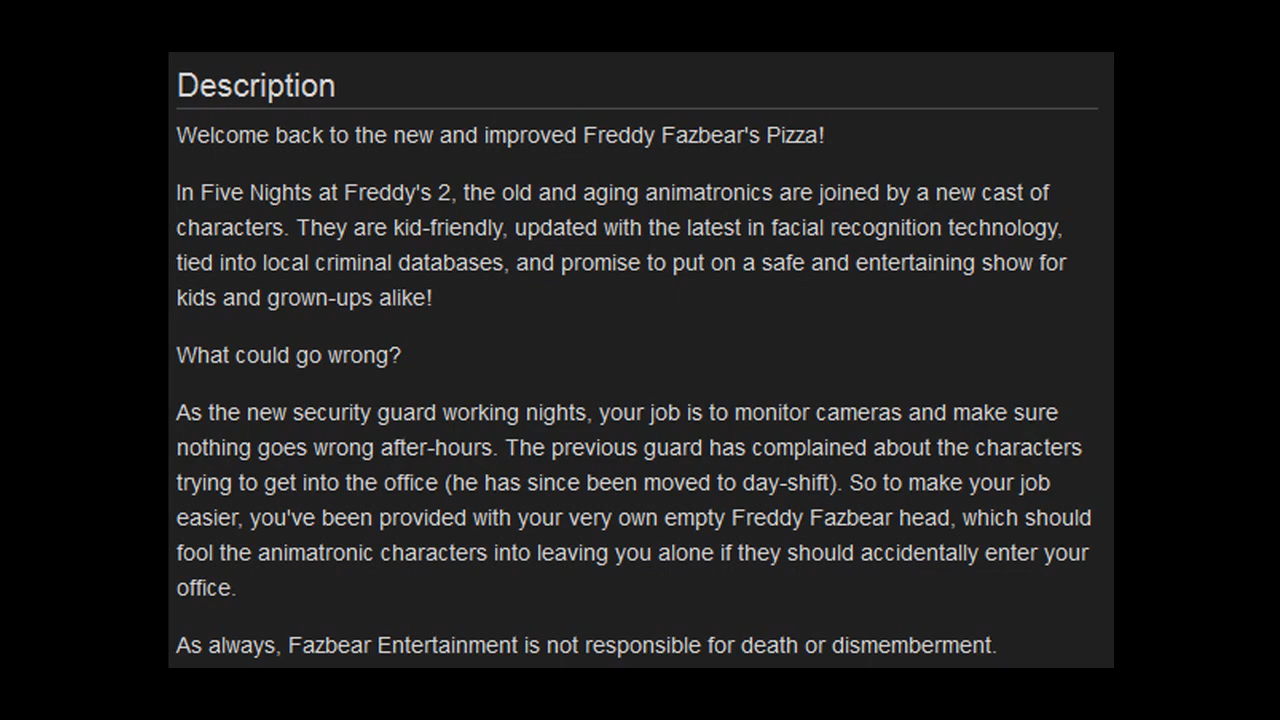 Description
Welcome back to the new and improved Freddy Fazbear's Pizza!
In Five Nights at Freddy's 2, the old and aging animatronics are joined by a new cast of
characters. They are kid-friendly, updated with the latest in facial recognition technology,
tied into local criminal databases, and promise to put on a safe and entertaining show for
kids and grown-ups alike!
What could go wrong?
As the new security guard working nights, your job is to monitor cameras and make sure
nothing goes wrong after-hours. The previous guard has complained about the characters
trying to get into the office (he has since been moved to day-shift). So to make your job
easier, you've been provided with your very own empty Freddy Fazbear head, which should
fool the animatronic characters into leaving you alone if they should accidentally enter your
office.
As always, Fazbear Entertainment is not responsible for death or dismemberment.